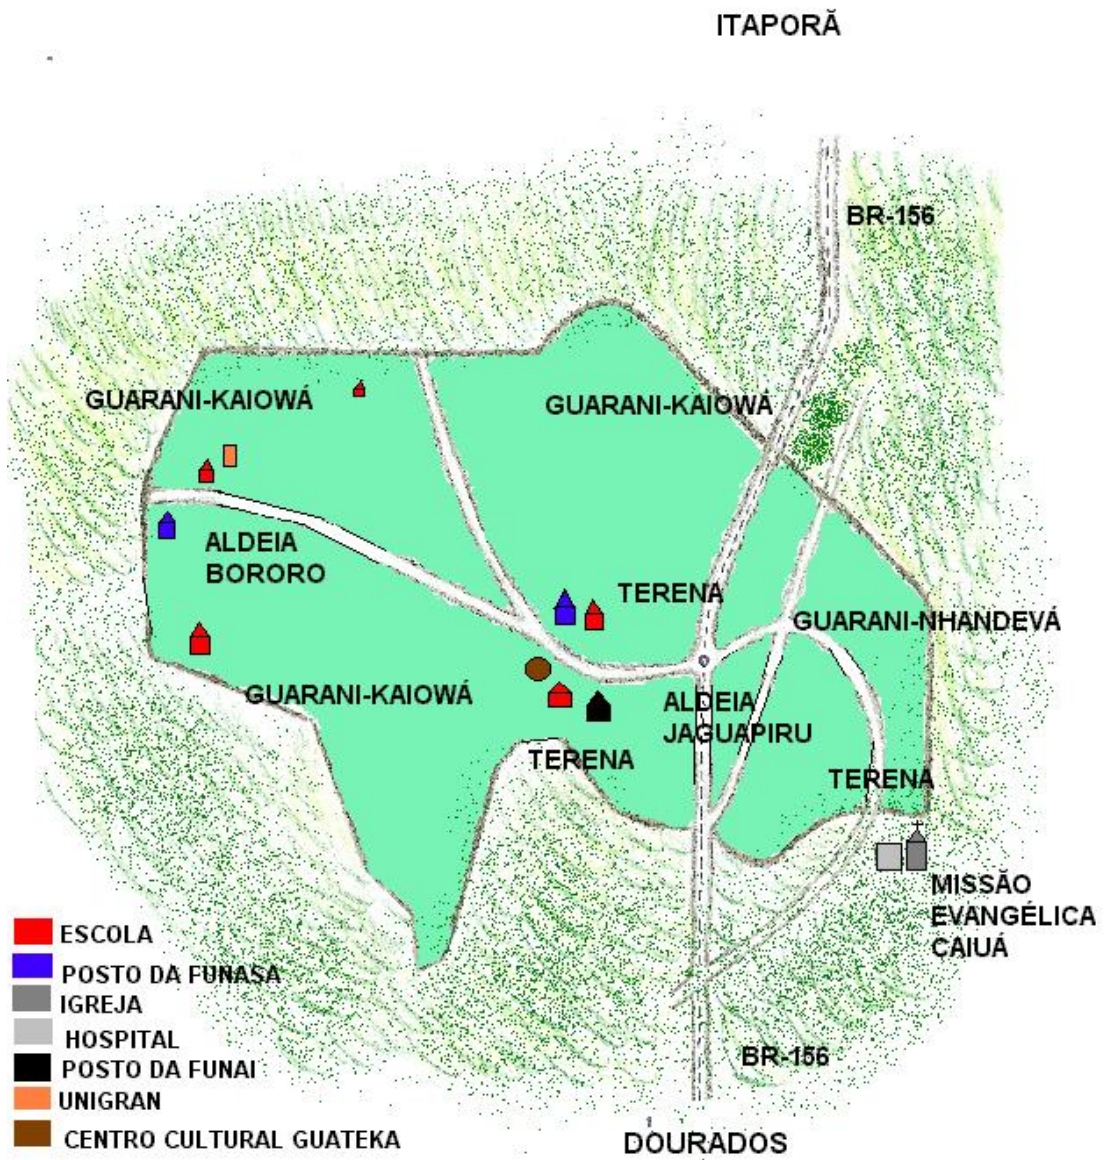 ITAPORÃ
BR-156
GUARANI-KAIOWÁ
GUARANI-KAIOWÁ
ALDEIA
BORORO
TERENA
GUARANI-NHANDEVÁ
GUARANI-KAIOWÁ
ALDEIA
JAGUAPIRU
TERENA
TERENA
MISSÃO
EVANGÉLICA
CAIUÁ
ESCOLA
POSTO DA FUNASA
IGREJA
HOSPITAL
POSTO DA FUNAI
UNIGRAN
CENTRO CULTURAL GUATEKA
BR-156
DOURADOS